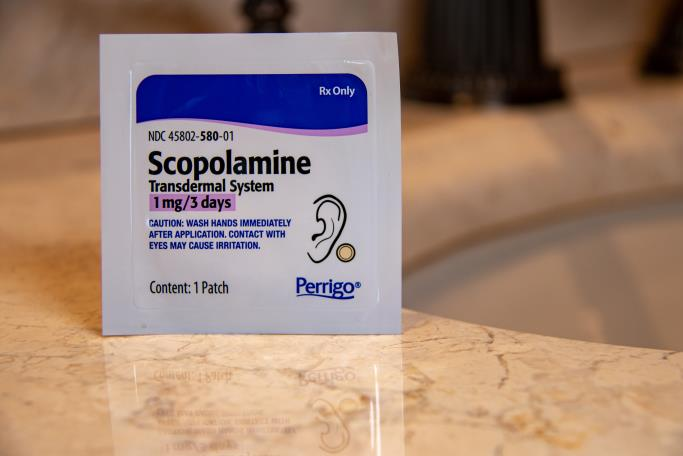 Rx Only
NDC 45802-580-01
Scopolamine
Transdermal System
1 mg/3 days
CAUTION: WASH HANDS IMMEDIATELY
AFTER APPLICATION. CONTACT WITH
EYES MAY CAUSE IRRITATION.
Content: 1 Patch
Perrigo®